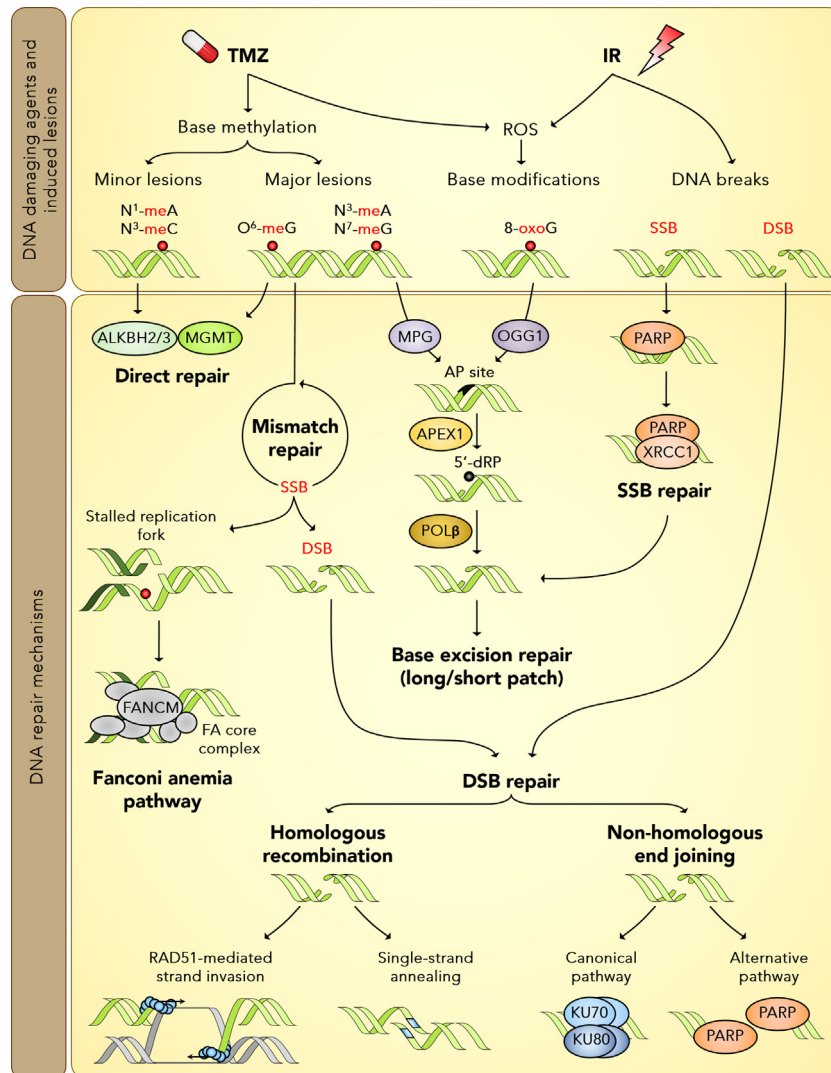 DNA damaging agents and
induced lesions
TMZ
IR
Base methylation
ROS
Minor lesions
Major lesions
Base modifications
DNA breaks
N¹-meA
N³-meC
O⁶-meG
N³-meA
N⁷-meG
8-oxoG
SSB
DSB
DNA repair mechanisms
ALKBH2/3
MGMT
Direct repair
MPG
OGG1
PARP
AP site
Mismatch
repair
APEX1
PARP
XRCC1
5’-dRP
SSB
SSB repair
Stalled replication
fork
POLβ
DSB
Base excision repair
(long/short patch)
FANCM
FA core
complex
Fanconi anemia
pathway
DSB repair
Homologous
recombination
Non-homologous
end joining
RAD51-mediated
strand invasion
Single-strand
annealing
Canonical
pathway
Alternative
pathway
KU70
KU80
PARP
PARP